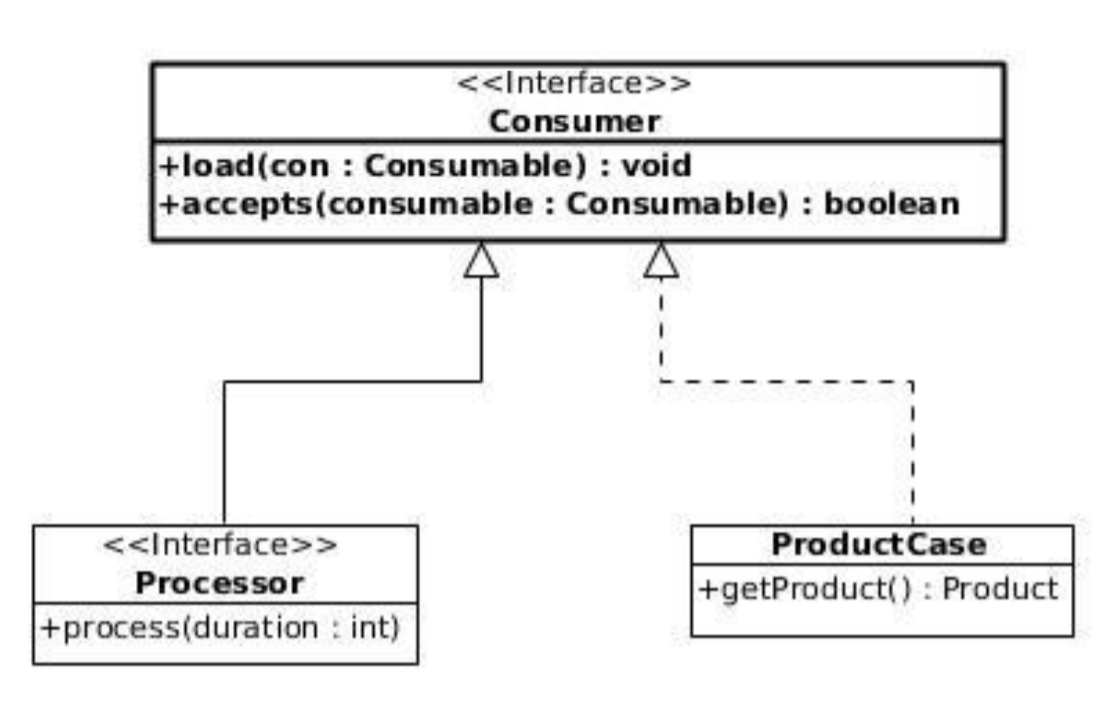 <<Interface>>
Consumer
+load(con : Consumable) : void
+accepts(consumable : Consumable) : boolean
<<Interface>>
Processor
+process(duration : int)
ProductCase
+getProduct() : Product